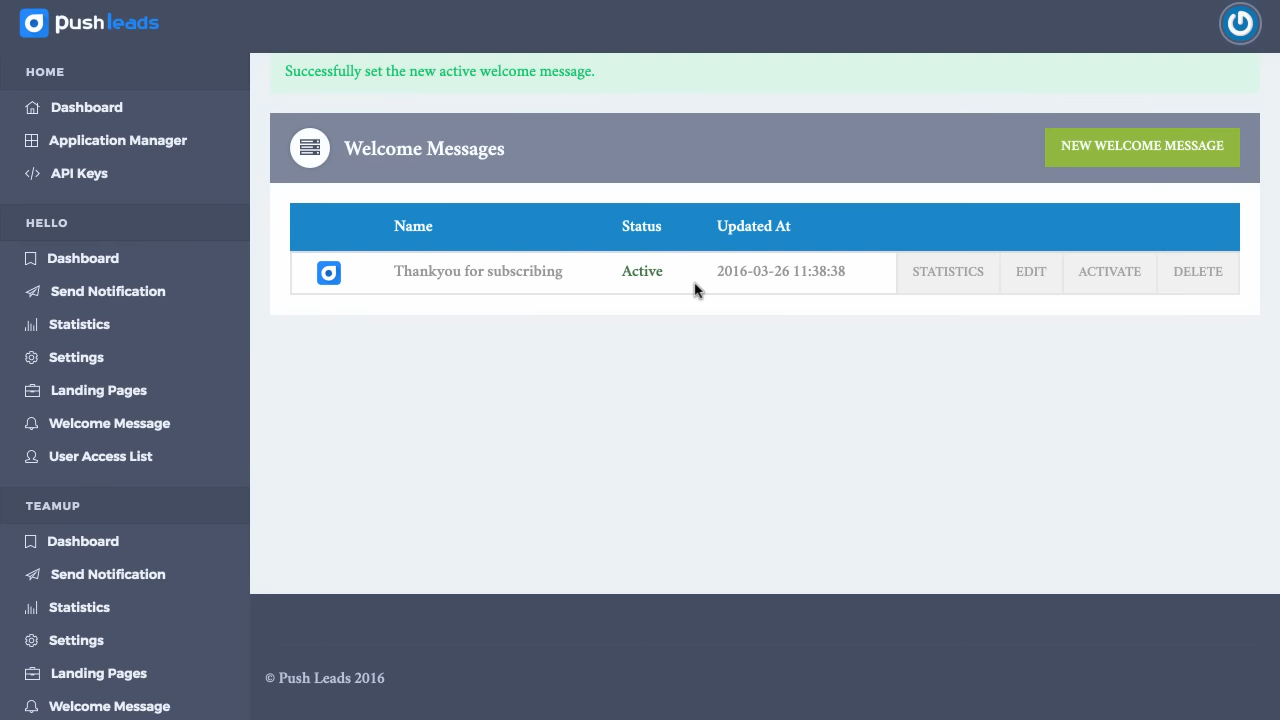 pushleads
HOME
Dashboard
Application Manager
API Keys
HELLO
Dashboard
Send Notification
Statistics
Settings
Landing Pages
Welcome Message
User Access List
TEAMUP
Dashboard
Send Notification
Statistics
Settings
Landing Pages
Welcome Message
Successfully set the new active welcome message.
Welcome Messages
NEW WELCOME MESSAGE
Name Status Updated At
Thankyou for subscribing Active 2016-03-26 11:38:38 STATISTICS EDIT ACTIVATE DELETE
© Push Leads 2016